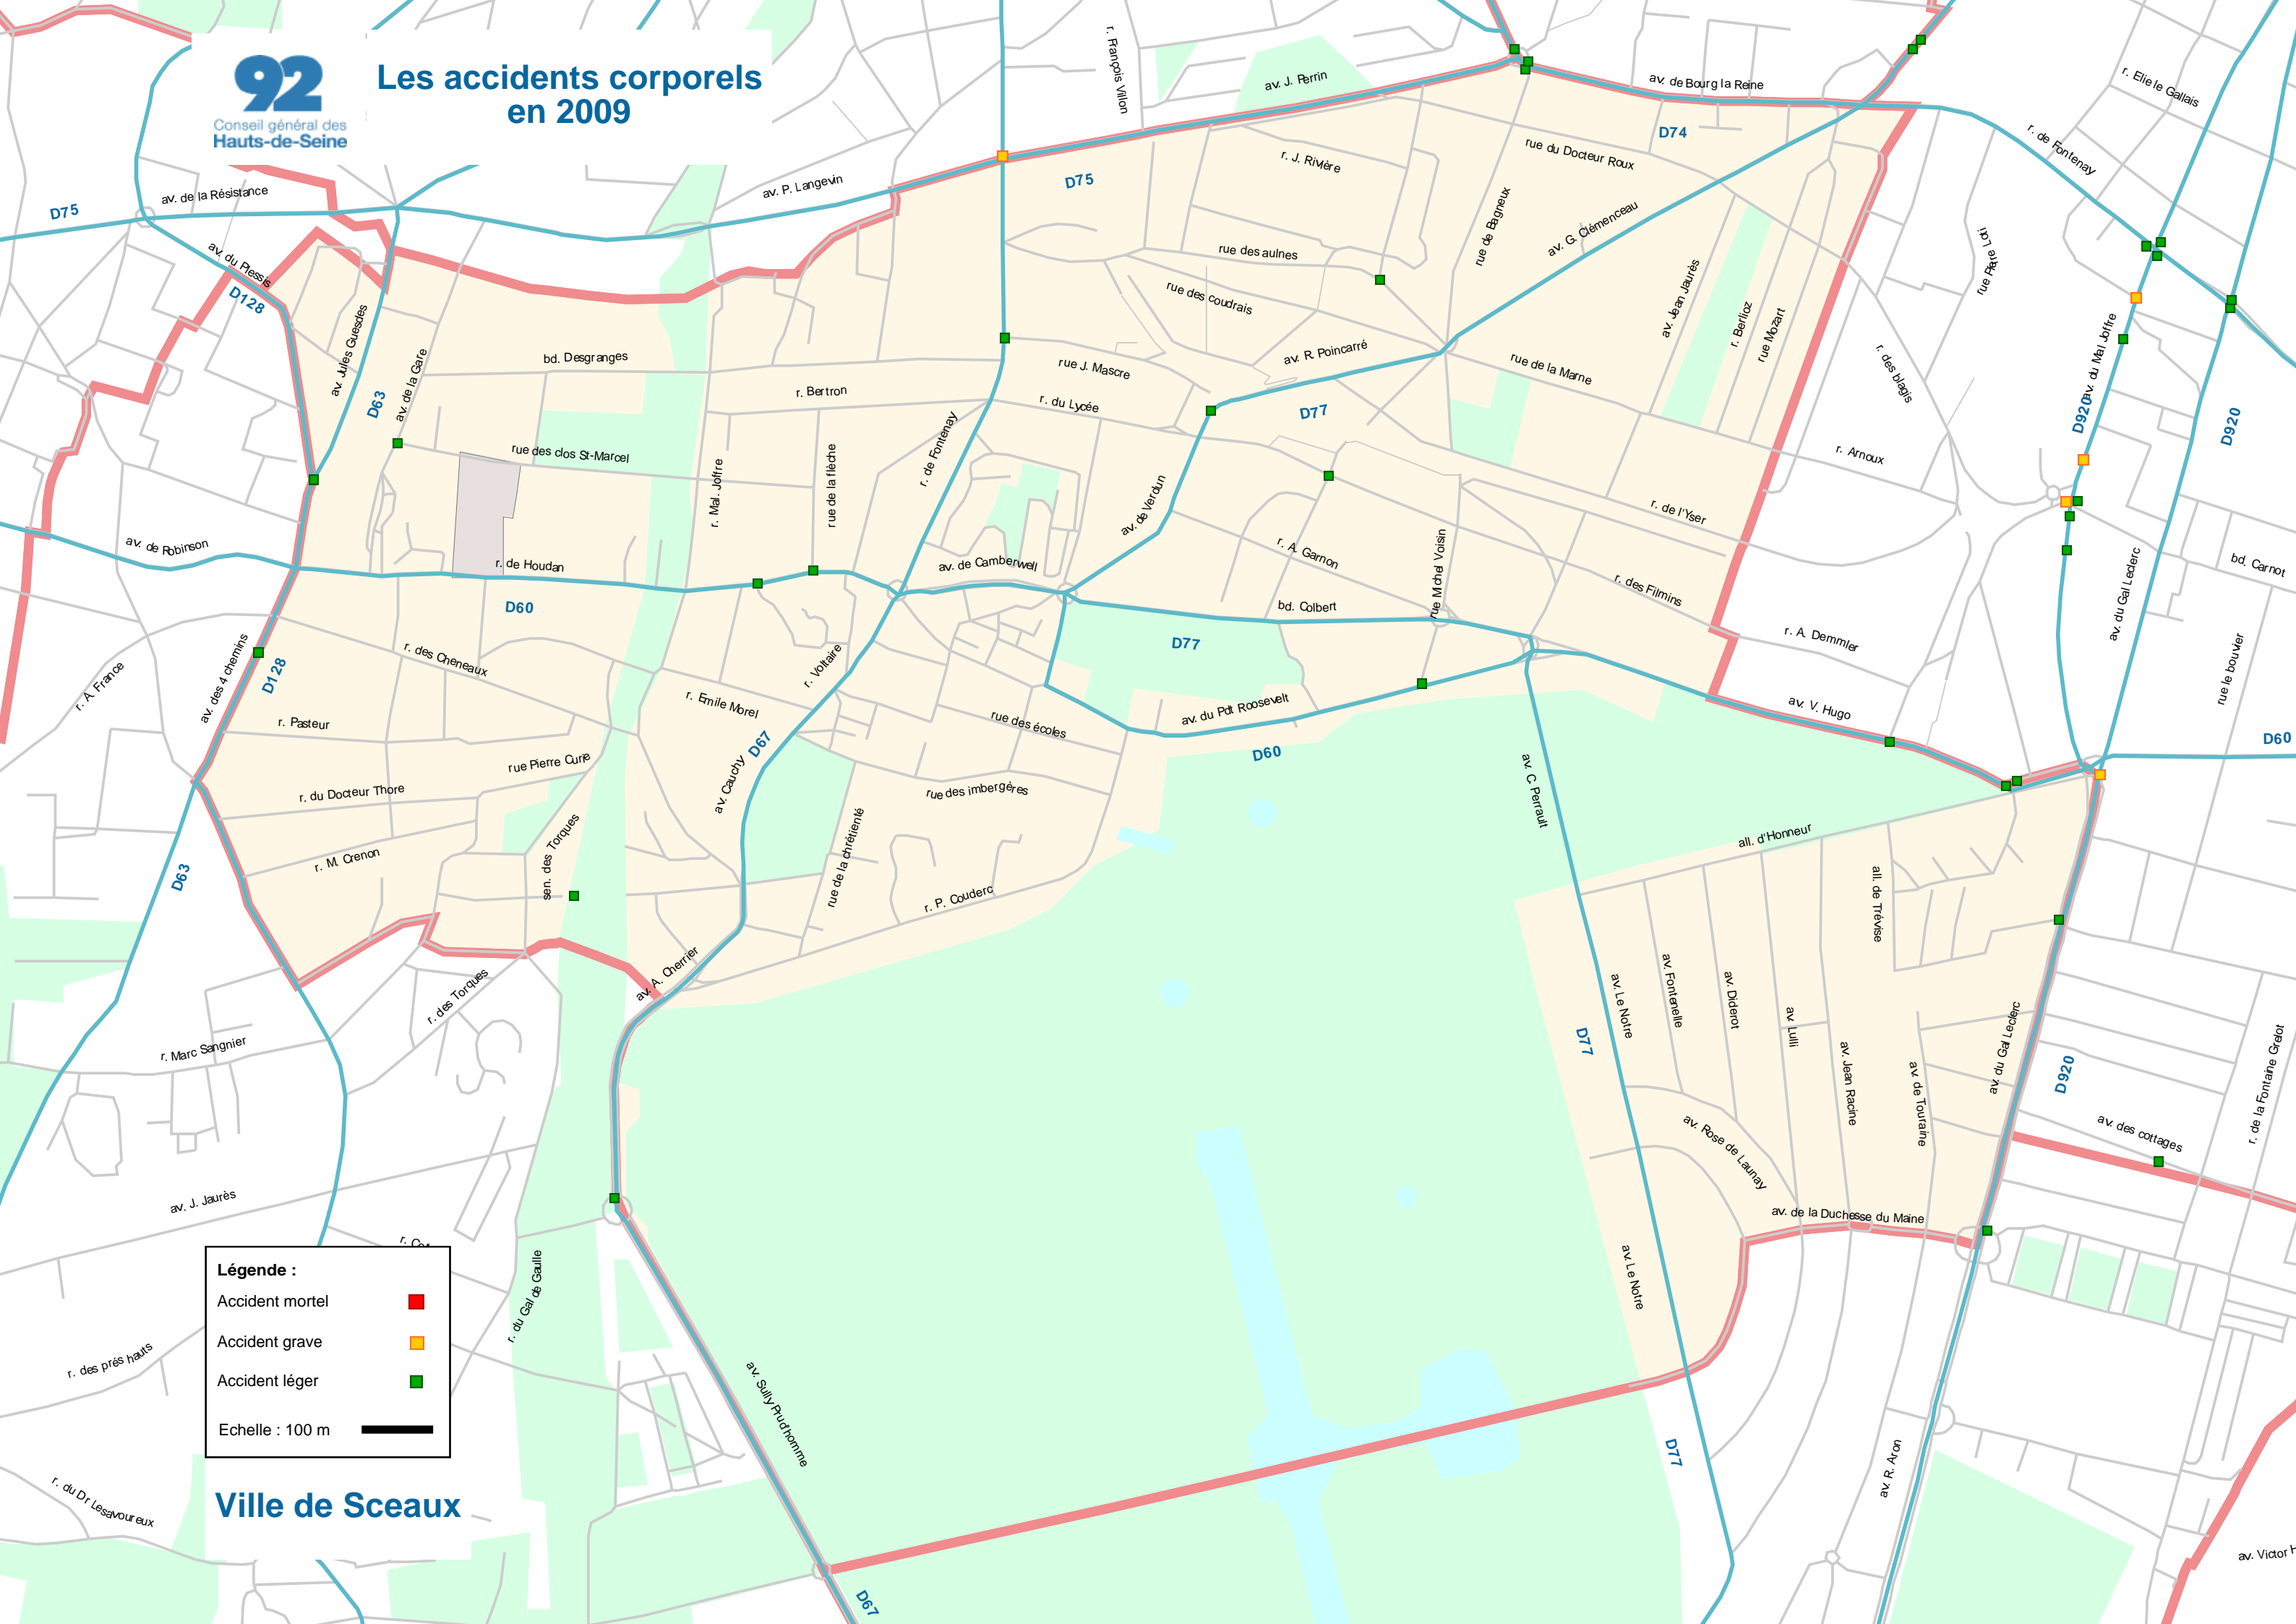 92
Conseil général des
Hauts-de-Seine
Les accidents corporels
en 2009
r. François Villon
av. J. Perrin
av. de Bourg la Reine
r. Elie le Gallais
D74
r. de Fontenay
rue du Docteur Roux
r. J. Rivière
av. P. Langevin
D75
av. de la Résistance
D75
av. du Plessis
D128
rue de Bagneux
av. G. Clémenceau
rue des aulnes
rue des coudrais
av. Jean Jaurès
r. Berlioz
rue Mozart
av. Jules Guesdes
D63
av. de la Gare
bd. Desgranges
r. Bertron
rue J. Mascre
r. du Lycée
av. R. Poincarré
D77
rue de la Marne
r. des blagis
av. du Mal Joffre
D920
D920
r. Arnoux
rue des clos St-Marcel
r. Mal. Joffre
rue de la flèche
r. de Fontenay
av. de Verdun
r. de l'Yser
av. de Robinson
r. de Houdan
D60
av. de Camberwell
r. A. Garnon
rue Michel Voisin
r. des Filmins
bd. Colbert
D77
r. A. Demmler
av. du Gal Leclerc
bd. Carnot
rue le bouvier
r. A. France
av. des 4 chemins
D128
r. des Cheneaux
r. Voltaire
r. Emile Morel
r. Pasteur
D67
rue des écoles
av. du Pdt Roosevelt
D60
av. V. Hugo
D60
rue Pierre Curie
av. Cauchy
r. du Docteur Thore
rue des imbergères
av. C. Perrault
all. d'Honneur
r. M. Crenon
sen. des Torques
rue de la chrétienté
r. P. Couderc
D63
all. de Trévise
av. A. Cherrier
r. des Torques
av. Le Notre
av. Fontenelle
av. Diderot
av. Lulli
av. Jean Racine
av. de Touraine
av. du Gal Leclerc
D920
D77
r. Marc Sangnier
r. de la Fontaine Grelot
av. des cottages
av. Rose de Launay
av. de la Duchesse du Maine
av. J. Jaurès
r. du Gal de Gaulle
av. Le Notre
Légende :
Accident mortel
Accident grave
Accident léger
Echelle : 100 m
r. des prés hauts
av. Sully Prud'homme
D77
av. R. Aron
r. du Dr Lesavoureux
Ville de Sceaux
av. Victor H
D67